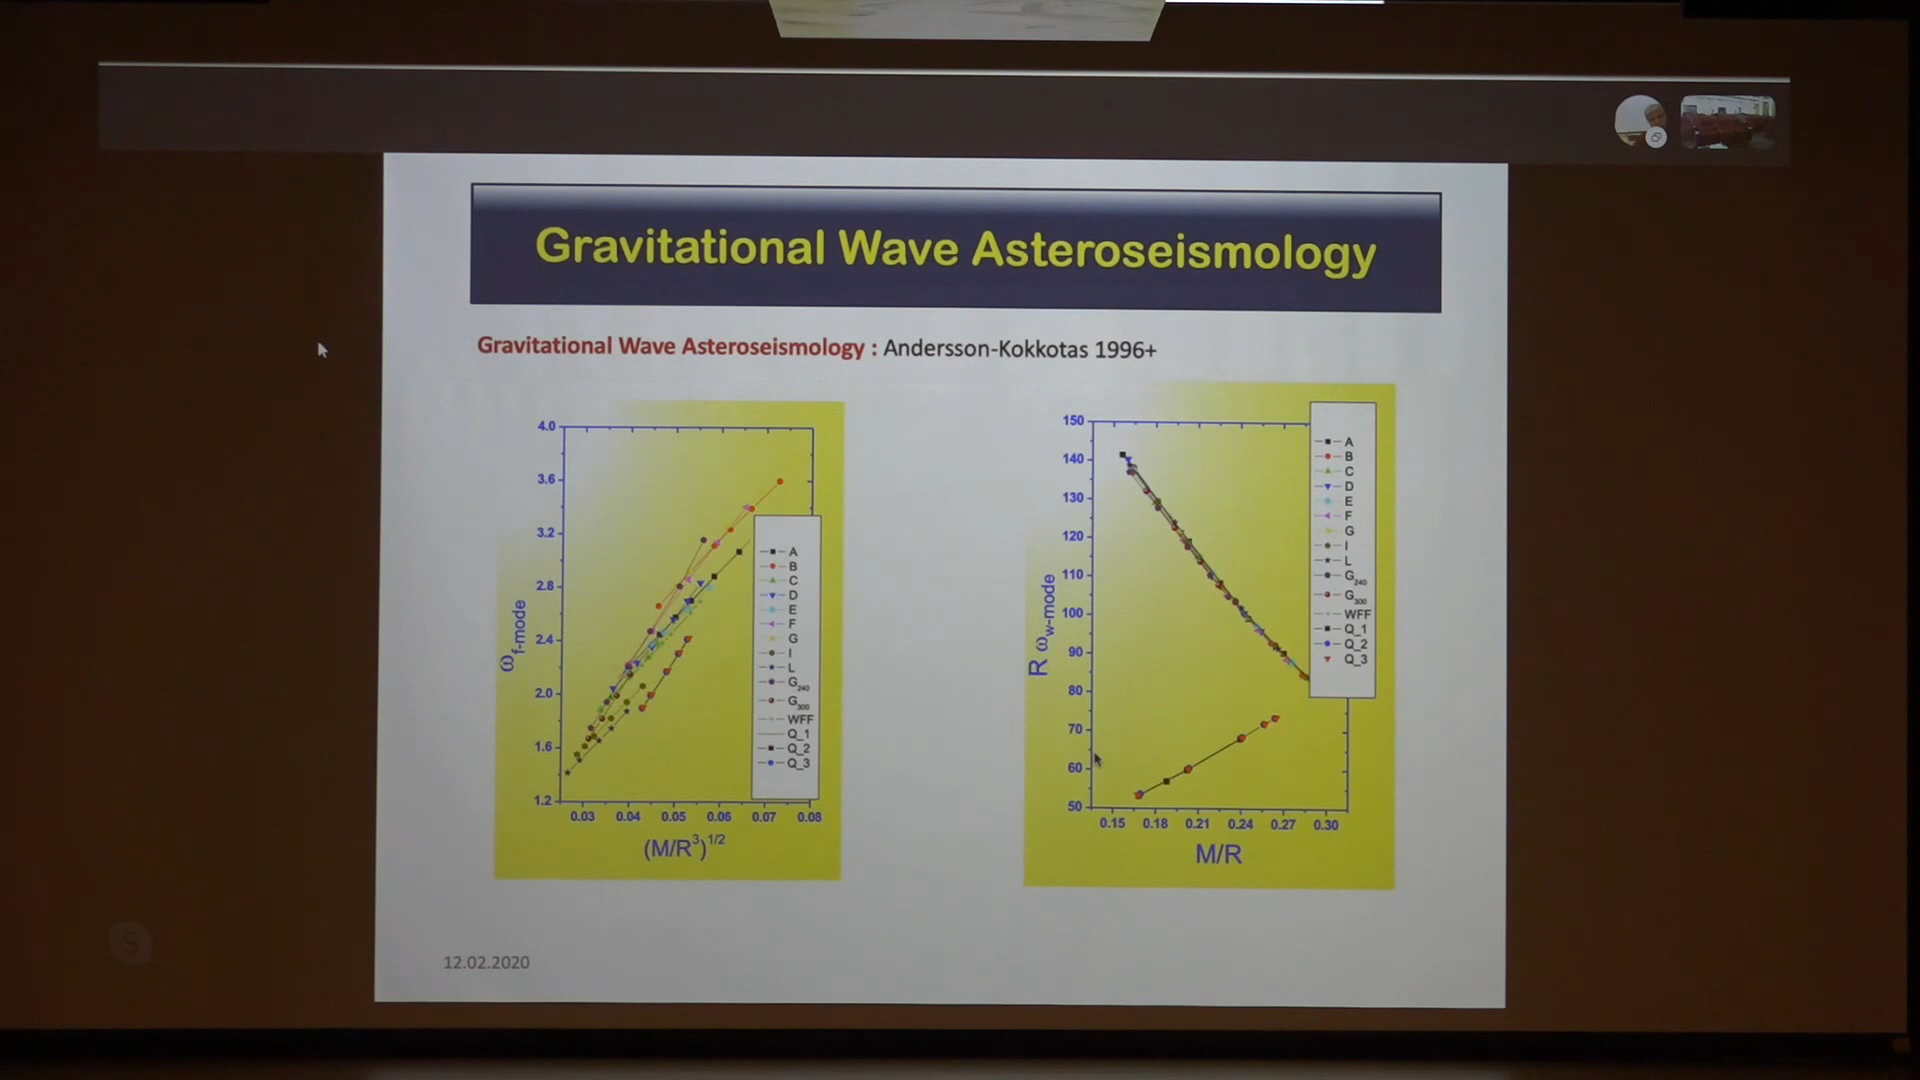 Gravitational Wave Asteroseismology
Gravitational Wave Asteroseismology : Andersson-Kokkotas 1996+
4.0
3.6
3.2
2.8
2.4
2.0
1.6
1.2
ω f-mode
0.03 0.04 0.05 0.06 0.07 0.08
(M/R³)^1/2
A
B
C
D
E
F
G
I
L
G240
G300
WFF
Q_1
Q_2
Q_3
150
140
130
120
110
100
90
80
70
60
50
R ω w-mode
0.15 0.18 0.21 0.24 0.27 0.30
M/R
A
B
C
D
E
F
G
I
L
G240
G300
WFF
Q_1
Q_2
Q_3
12.02.2020
S